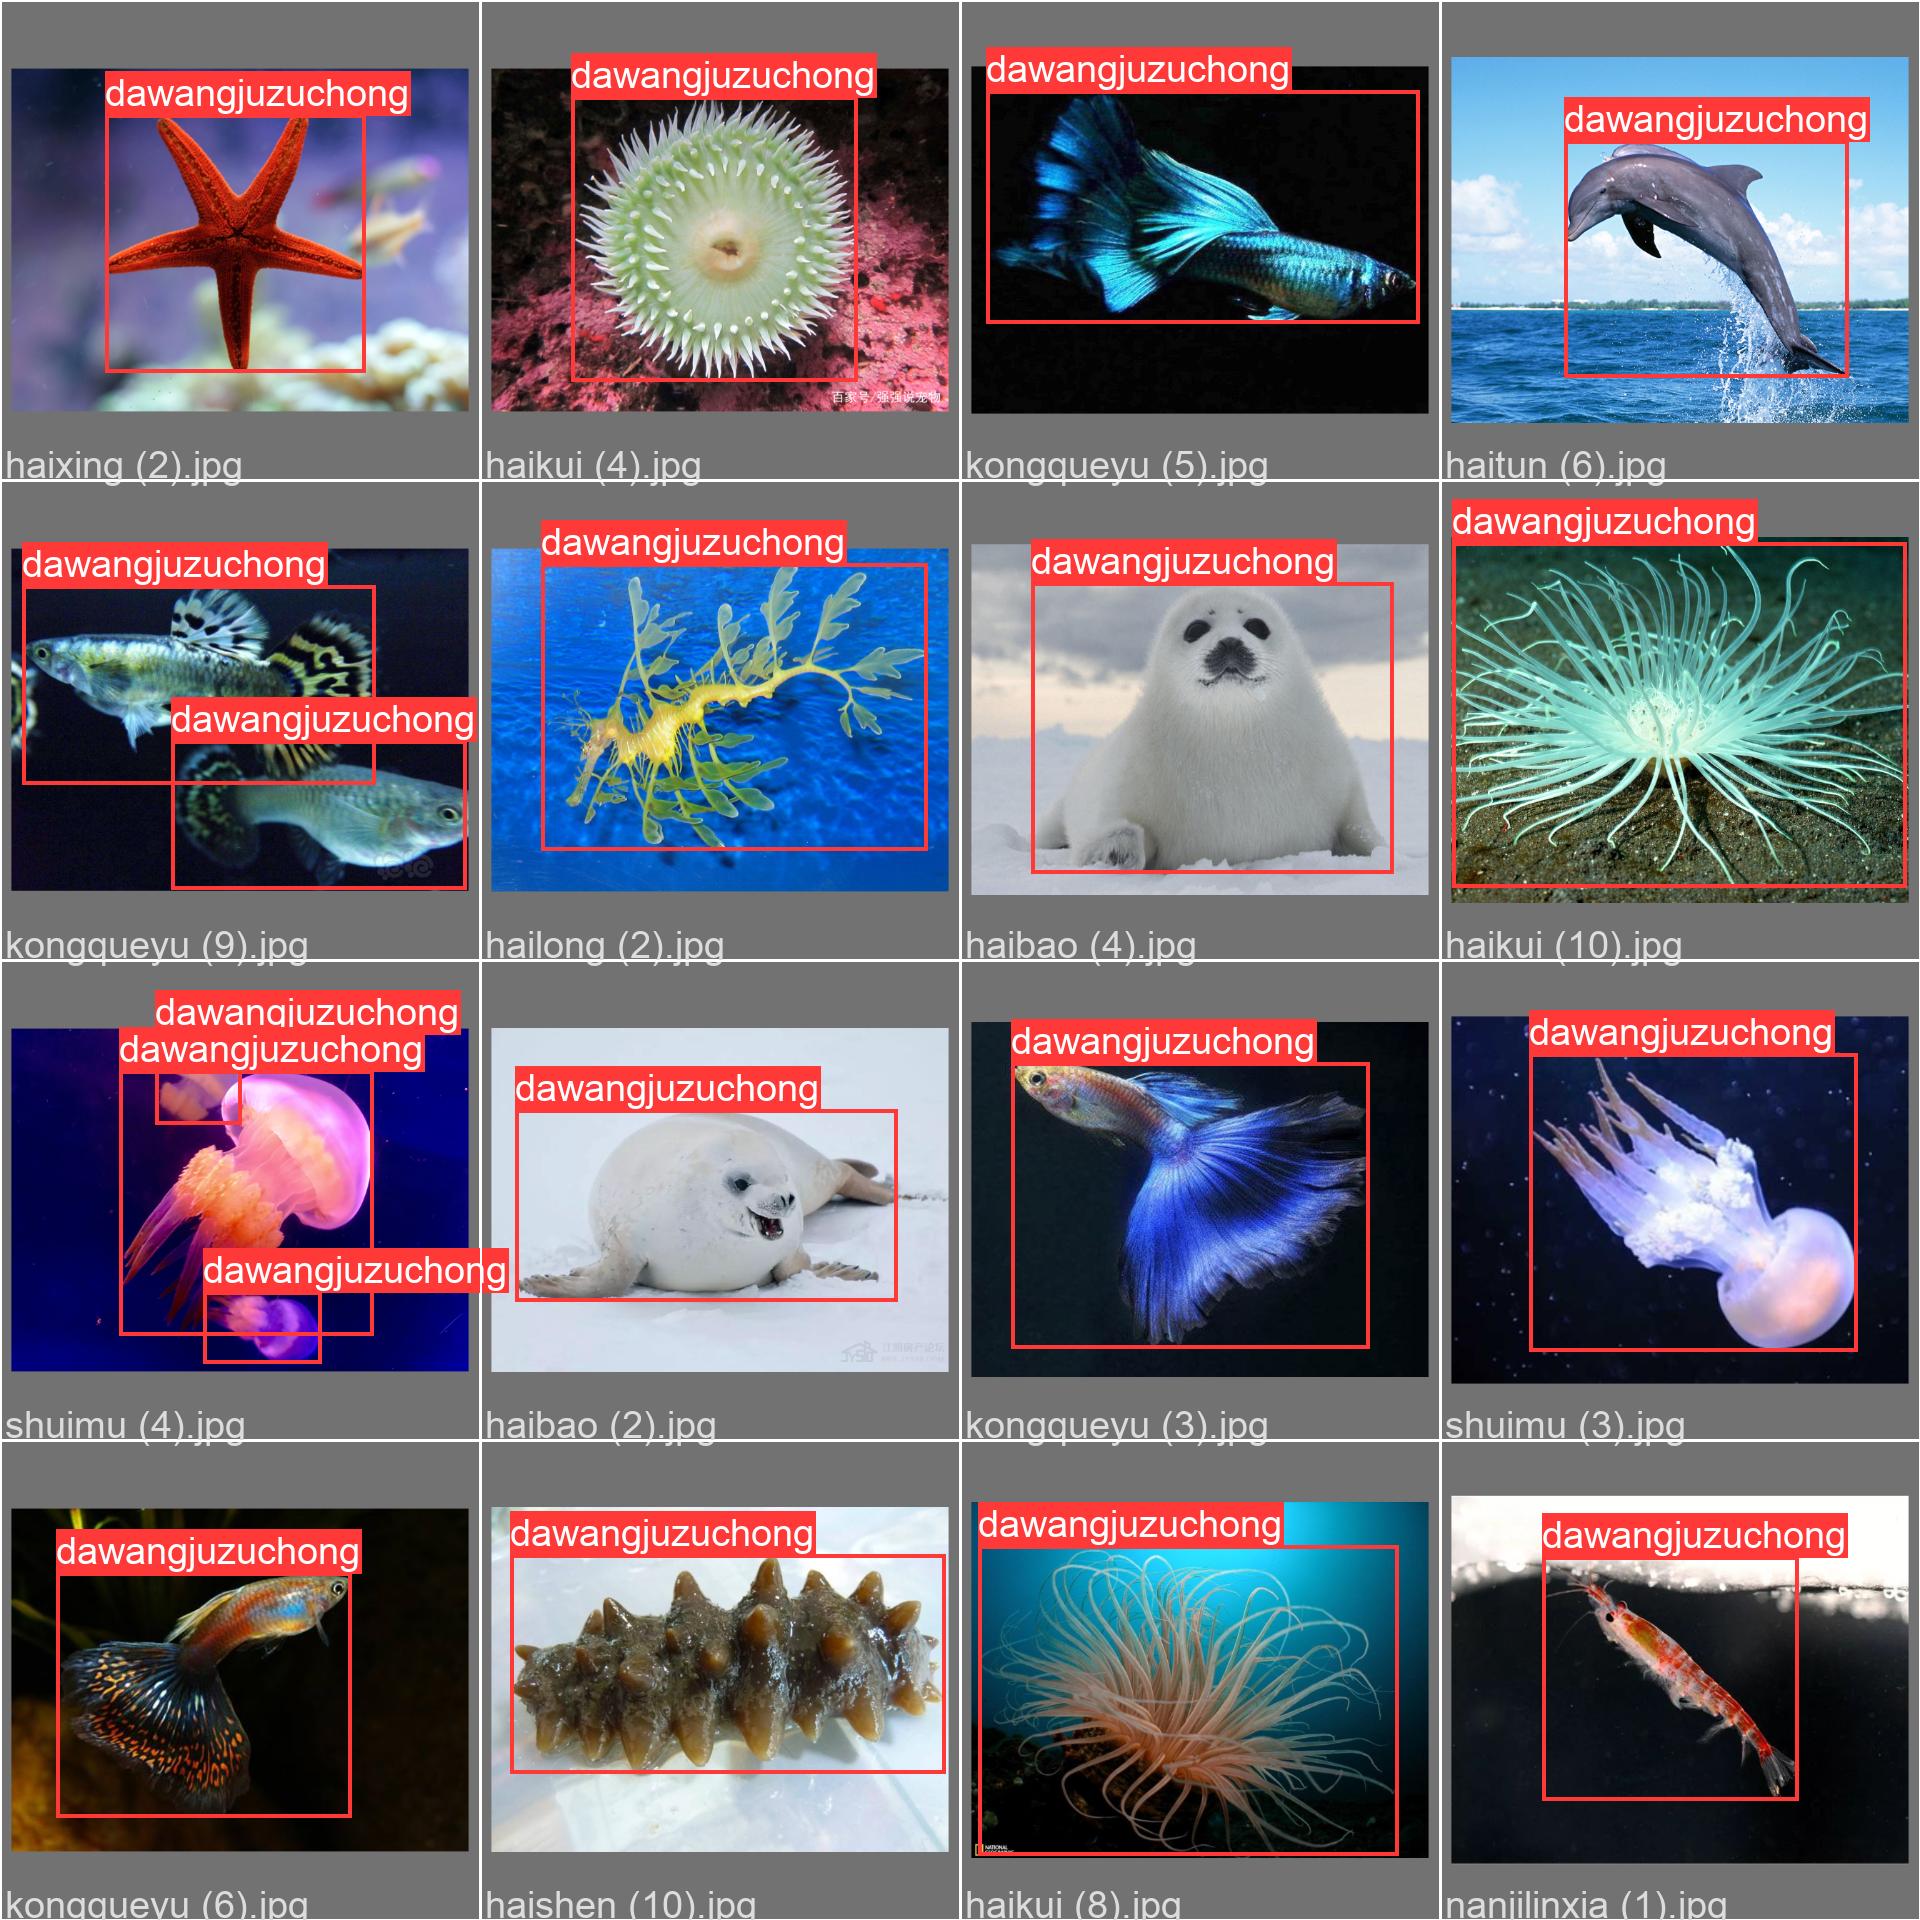 dawangjuzuchong
haixing (2).jpg
dawangjuzuchong
百家号/强强说宠物
haikui (4).jpg
dawangjuzuchong
kongqueyu (5).jpg
dawangjuzuchong
haitun (6).jpg
dawangjuzuchong
dawangjuzuchong
kongqueyu (9).jpg
dawangjuzuchong
hailong (2).jpg
dawangjuzuchong
haibao (4).jpg
dawangjuzuchong
haikui (10).jpg
dawangjuzuchong
dawangjuzuchong
dawangjuzuchong
shuimu (4).jpg
dawangjuzuchong
haibao (2).jpg
dawangjuzuchong
kongqueyu (3).jpg
dawangjuzuchong
shuimu (3).jpg
dawangjuzuchong
kongqueyu (6).jpg
dawangjuzuchong
haishen (10).jpg
dawangjuzuchong
NATIONAL
GEOGRAPHIC
haikui (8).jpg
dawangjuzuchong
nanjilinxia (1).jpg